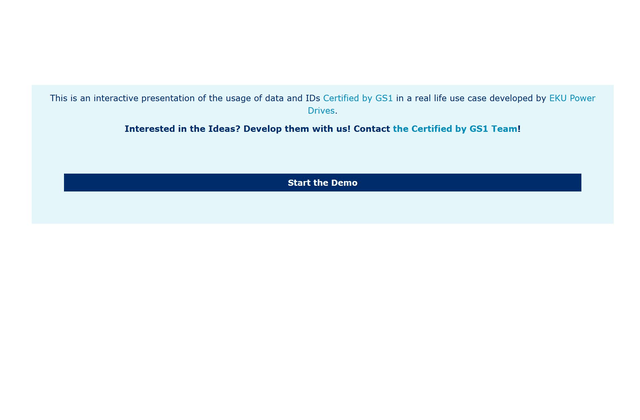 This is an interactive presentation of the usage of data and IDs Certified by GS1 in a real life use case developed by EKU Power
Drives.
Interested in the Ideas? Develop them with us! Contact the Certified by GS1 Team!
Start the Demo